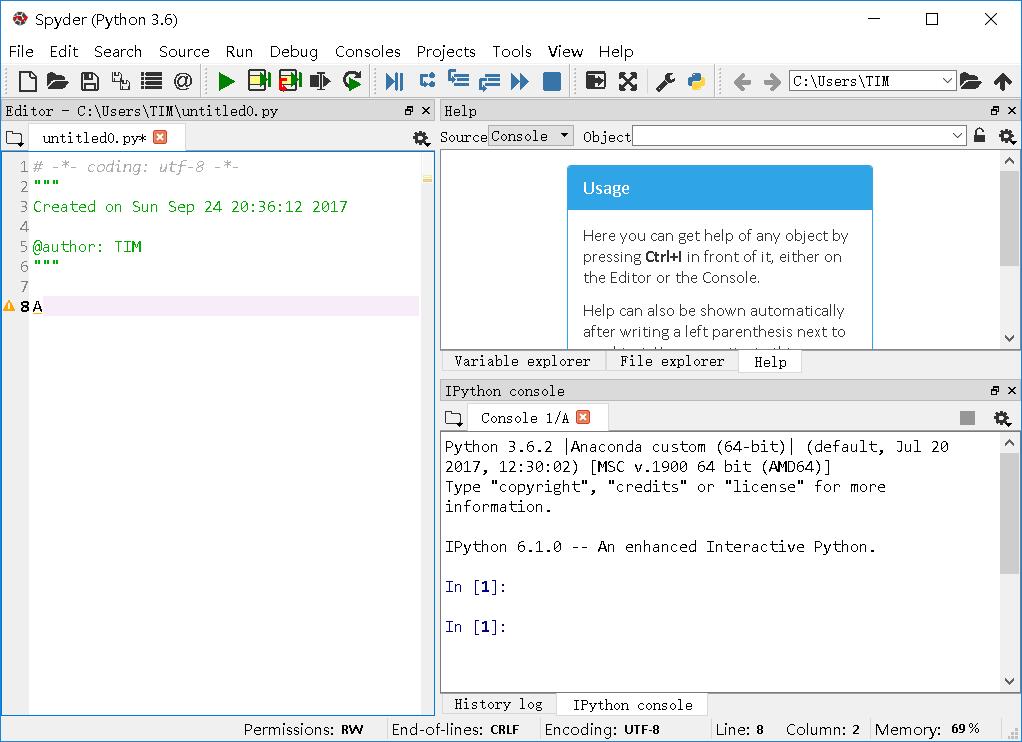 Spyder (Python 3.6)
File Edit Search Source Run Debug Consoles Projects Tools View Help
C:\Users\TIM
Editor - C:\Users\TIM\untitled0.py
untitled0.py*
1 # -*- coding: utf-8 -*-
2 """
3 Created on Sun Sep 24 20:36:12 2017
4
5 @author: TIM
6 """
7
8 A
Help
Source Console Object
Usage
Here you can get help of any object by
pressing Ctrl+I in front of it, either on
the Editor or the Console.
Help can also be shown automatically
after writing a left parenthesis next to
Variable explorer File explorer Help
IPython console
Console 1/A
Python 3.6.2 |Anaconda custom (64-bit)| (default, Jul 20
2017, 12:30:02) [MSC v.1900 64 bit (AMD64)]
Type "copyright", "credits" or "license" for more
information.
IPython 6.1.0 -- An enhanced Interactive Python.
In [1]:
In [1]:
History log IPython console
Permissions: RW End-of-lines: CRLF Encoding: UTF-8 Line: 8 Column: 2 Memory: 69 %